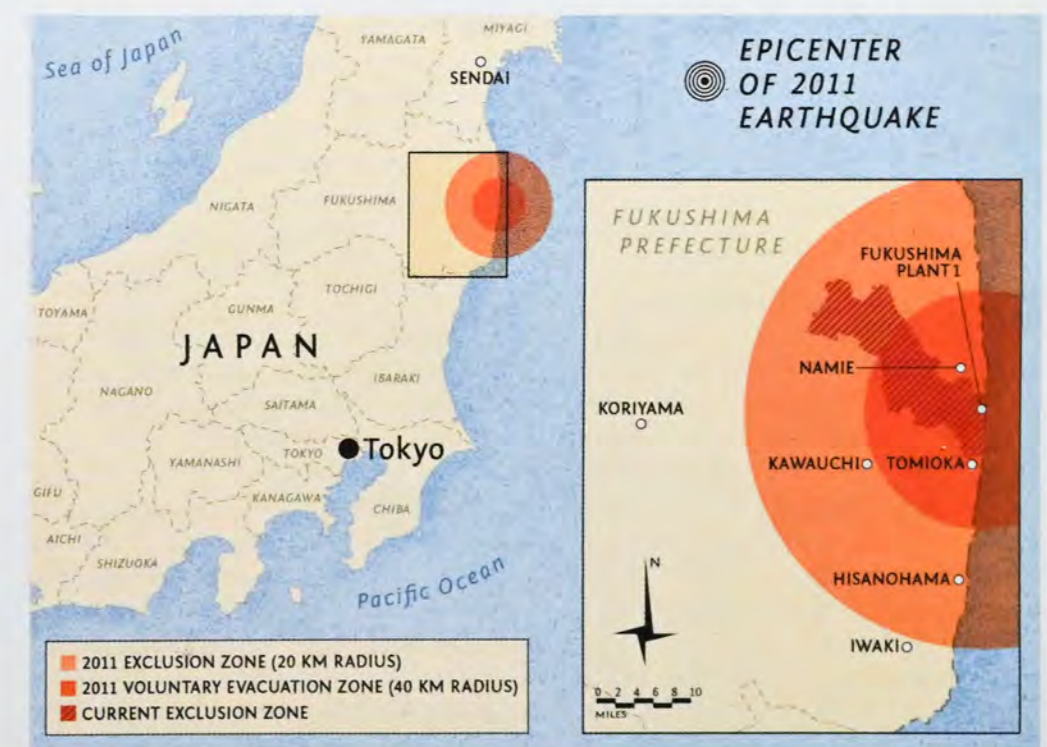 Sea of Japan
YAMAGATA
MIYAGI
SENDAI
EPICENTER
OF 2011
EARTHQUAKE
NIGATA
FUKUSHIMA
TOCHIGI
TOYAMA
GUNMA
JAPAN
NAGANO
IBARAKI
SAITAMA
YAMANASHI
TOKYO
Tokyo
KANAGAWA
CHIBA
GIFU
AICHI
SHIZUOKA
Pacific Ocean
2011 EXCLUSION ZONE (20 KM RADIUS)
2011 VOLUNTARY EVACUATION ZONE (40 KM RADIUS)
CURRENT EXCLUSION ZONE
FUKUSHIMA
PREFECTURE
FUKUSHIMA
PLANT 1
NAMIE
KORIYAMA
KAWAUCHI
TOMIOKA
HISANOHAMA
IWAKI
N
0 2 4 6 8 10
MILES